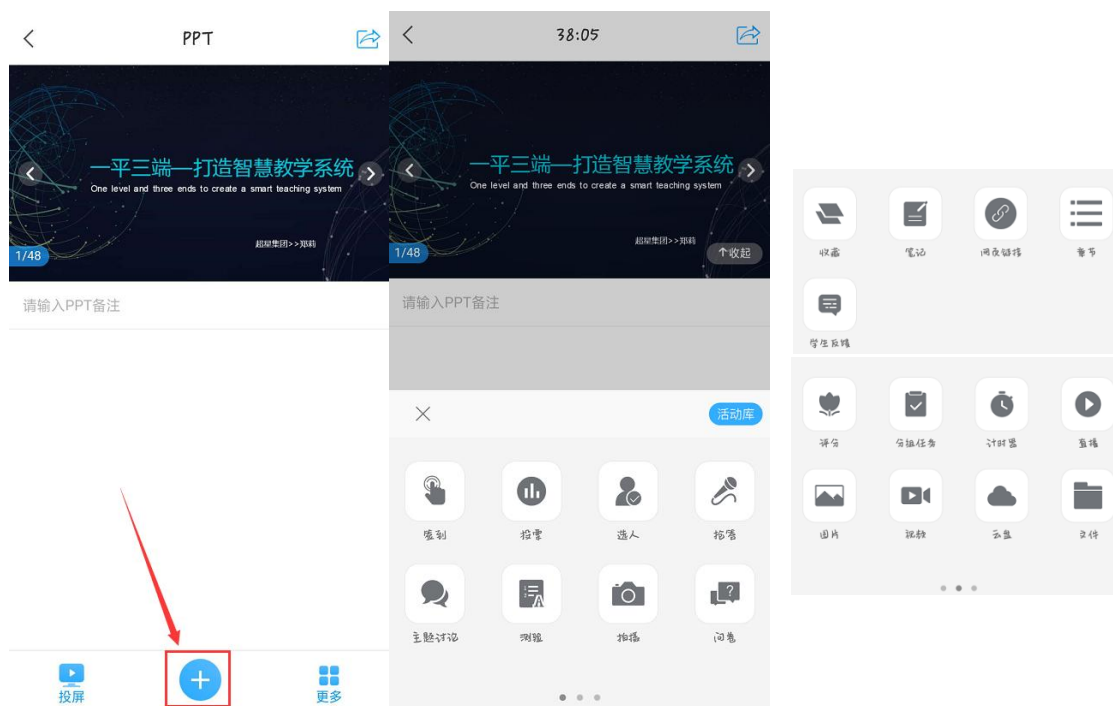 PPT
一平三端—打造智慧教学系统
One level and three ends to create a smart teaching system
超星集团>>郑莉
1/48
请输入PPT备注
投屏
更多
38:05
一平三端—打造智慧教学系统
One level and three ends to create a smart teaching system
超星集团>>郑莉
1/48
个收起
请输入PPT备注
活动库
签到 投票 选人 抢答
主题讨论 测验 拍摄 问卷
收藏 笔记 网页链接 章节
学生反馈
评分 分组任务 计时器 直播
图片 视频 云盘 文件